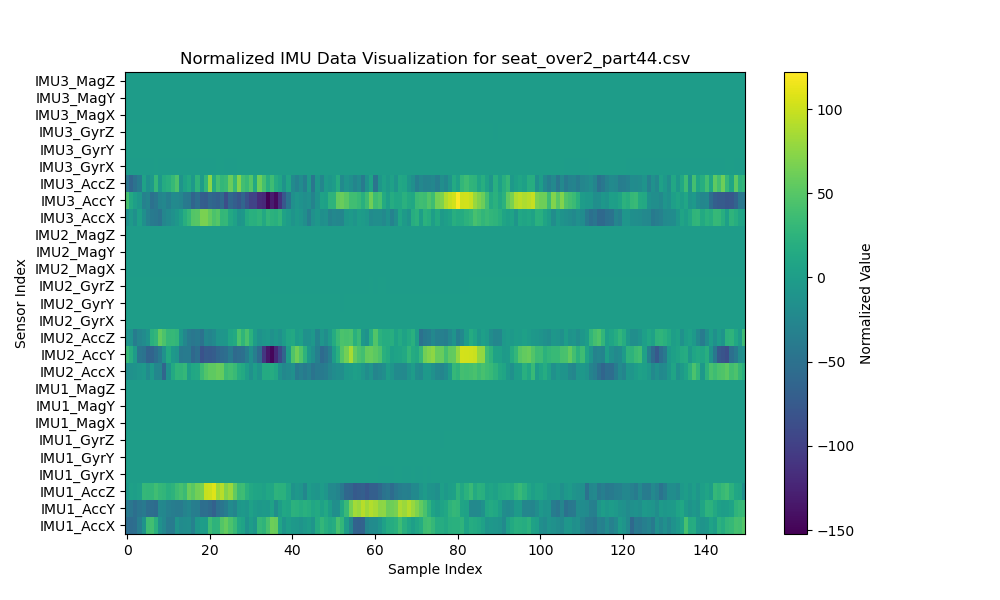 Normalized IMU Data Visualization for seat_over2_part44.csv
IMU3_MagZ
IMU3_MagY
IMU3_MagX
IMU3_GyrZ
IMU3_GyrY
IMU3_GyrX
IMU3_AccZ
IMU3_AccY
IMU3_AccX
IMU2_MagZ
IMU2_MagY
IMU2_MagX
IMU2_GyrZ
IMU2_GyrY
IMU2_GyrX
IMU2_AccZ
IMU2_AccY
IMU2_AccX
IMU1_MagZ
IMU1_MagY
IMU1_MagX
IMU1_GyrZ
IMU1_GyrY
IMU1_GyrX
IMU1_AccZ
IMU1_AccY
IMU1_AccX
Sensor Index
0 20 40 60 80 100 120 140
Sample Index
100
50
0
−50
−100
−150
Normalized Value